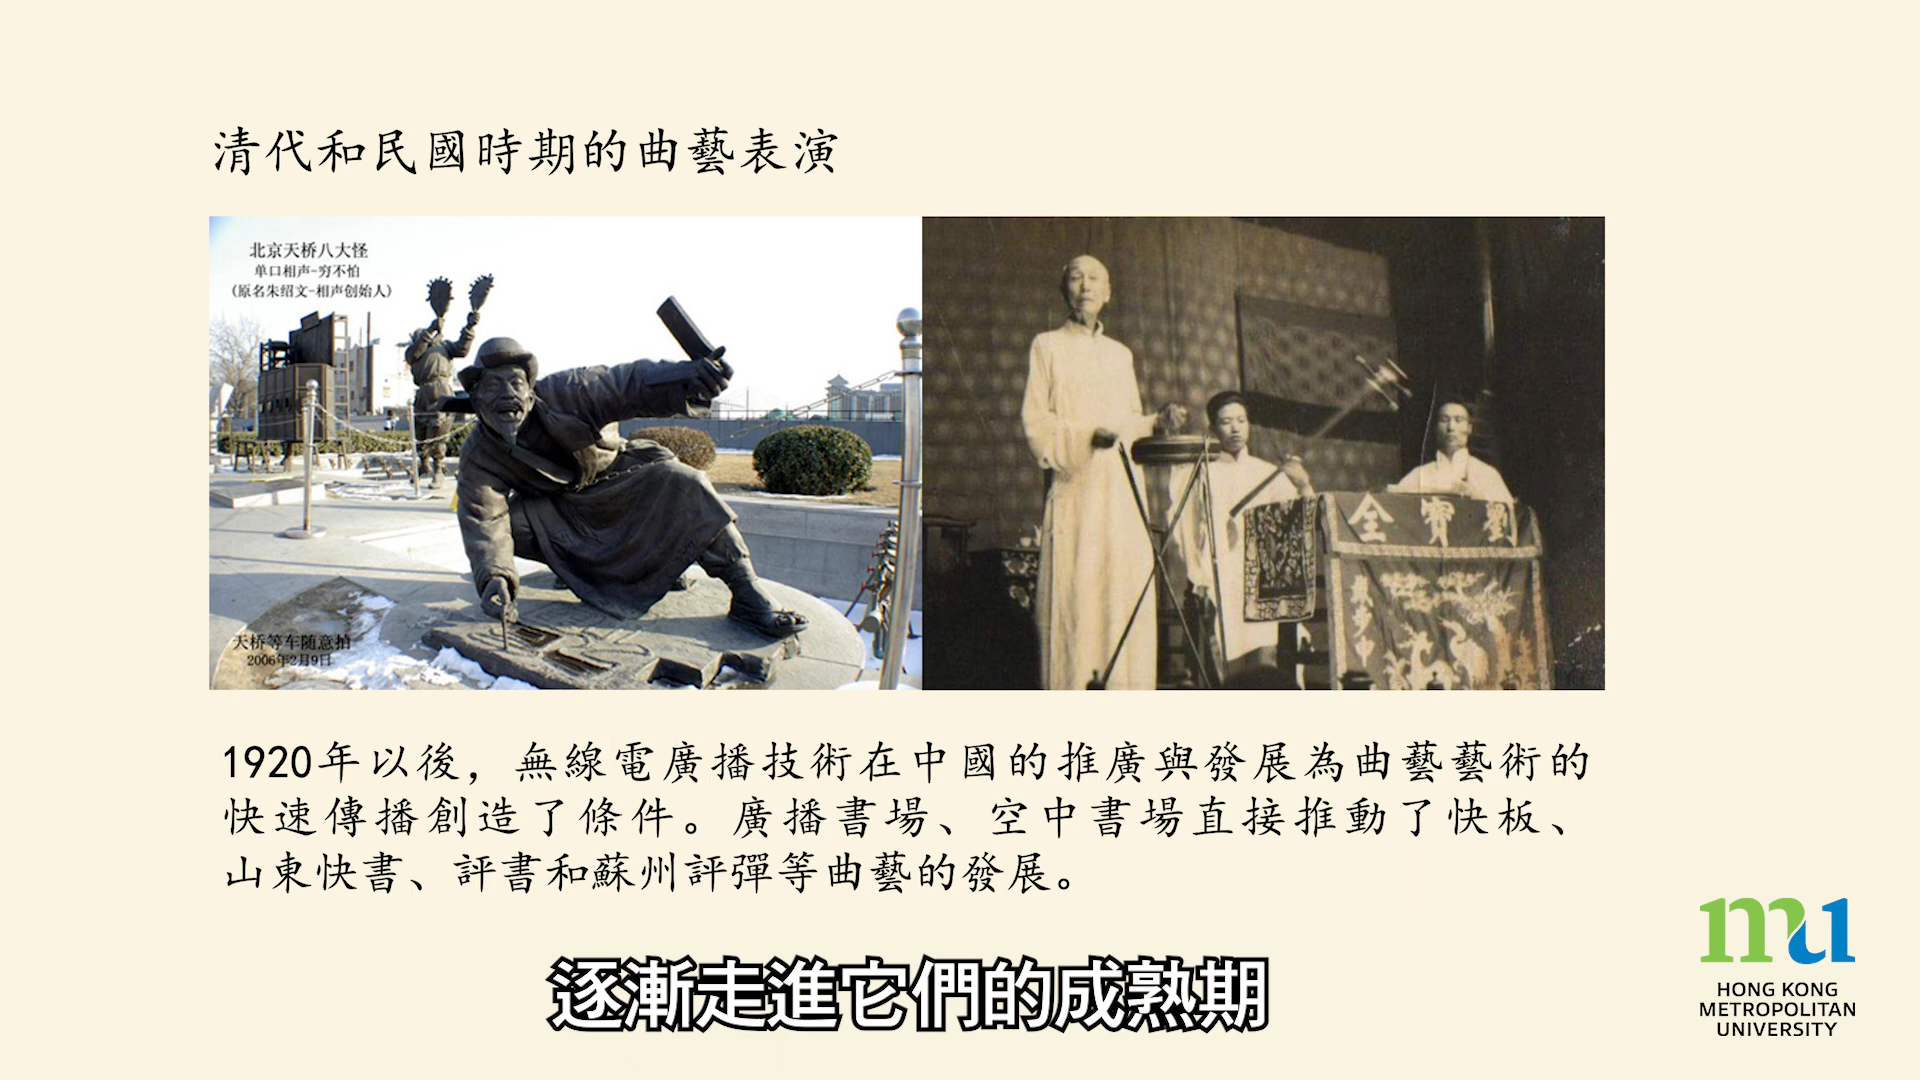 清代和民國時期的曲藝表演
北京天桥八大怪
单口相声-穷不怕
(原名朱绍文-相声创始人)
天桥等车随意拍
2006年2月9日
全寶劉
1920年以後，無線電廣播技術在中國的推廣與發展為曲藝藝術的
快速傳播創造了條件。廣播書場、空中書場直接推動了快板、
山東快書、評書和蘇州評彈等曲藝的發展。
逐漸走進它們的成熟期
mu
HONG KONG
METROPOLITAN
UNIVERSITY